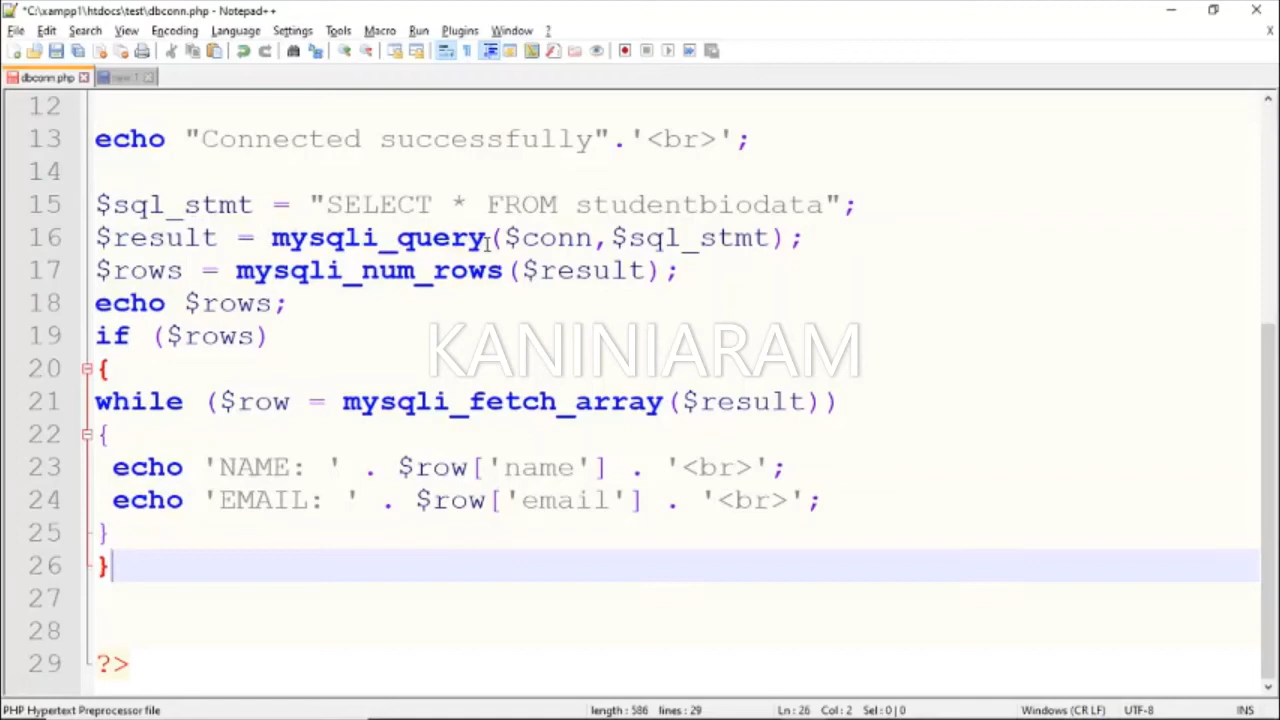 *C:\xampp1\htdocs\test\dbconn.php - Notepad++
File Edit Search View Encoding Language Settings Tools Macro Run Plugins Window ?
X
dbconn.php new 1
12
13 echo "Connected successfully".'<br>';
14
15 $sql_stmt = "SELECT * FROM studentbiodata";
16 $result = mysqli_query($conn,$sql_stmt);
17 $rows = mysqli_num_rows($result);
18 echo $rows;
19 if ($rows)
KANINIARAM
20 {
21 while ($row = mysqli_fetch_array($result))
22 {
23 echo 'NAME: ' . $row['name'] . '<br>';
24 echo 'EMAIL: ' . $row['email'] . '<br>';
25 }
26 }
27
28
29 ?>
PHP Hypertext Preprocessor file length : 586 lines : 29 Ln : 26 Col : 2 Sel : 0 | 0 Windows (CR LF) UTF-8 INS